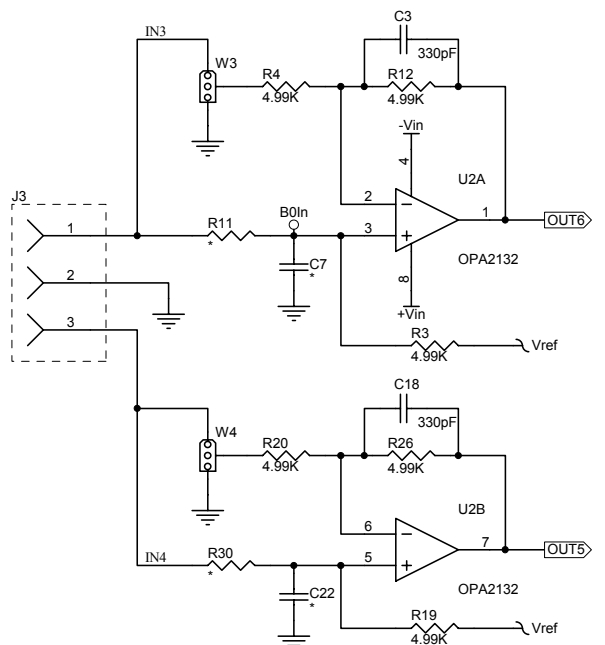 IN3
C3
330pF
W3
R4
4.99K
R12
4.99K
-Vin
4
U2A
J3
1
R11
*
B0In
2
3
1
OUT6
C7
*
OPA2132
2
8
+Vin
3
R3
4.99K
Vref
C18
330pF
W4
R20
4.99K
R26
4.99K
U2B
6
7
OUT5
IN4
R30
*
5
C22
*
OPA2132
R19
4.99K
Vref